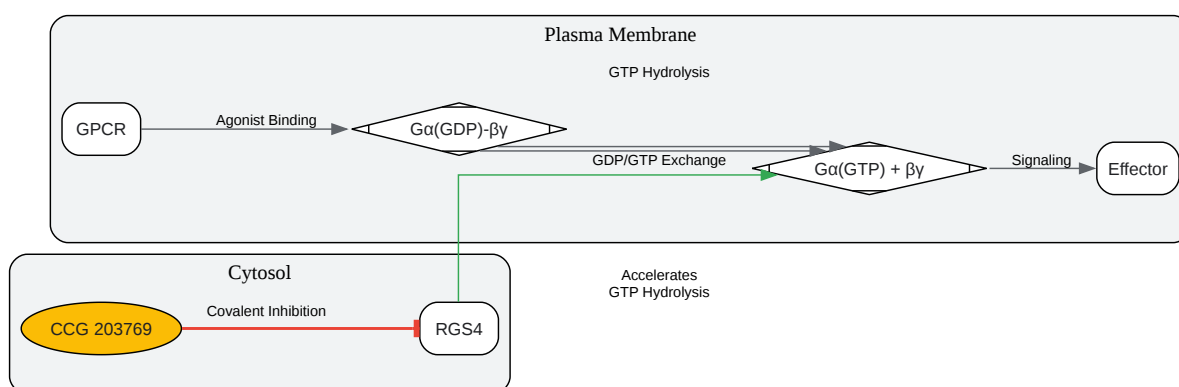 Plasma Membrane
GTP Hydrolysis
GPCR
Agonist Binding
Gα(GDP)-βγ
GDP/GTP Exchange
Gα(GTP) + βγ
Signaling
Effector
Cytosol
Accelerates
GTP Hydrolysis
CCG 203769
Covalent Inhibition
RGS4